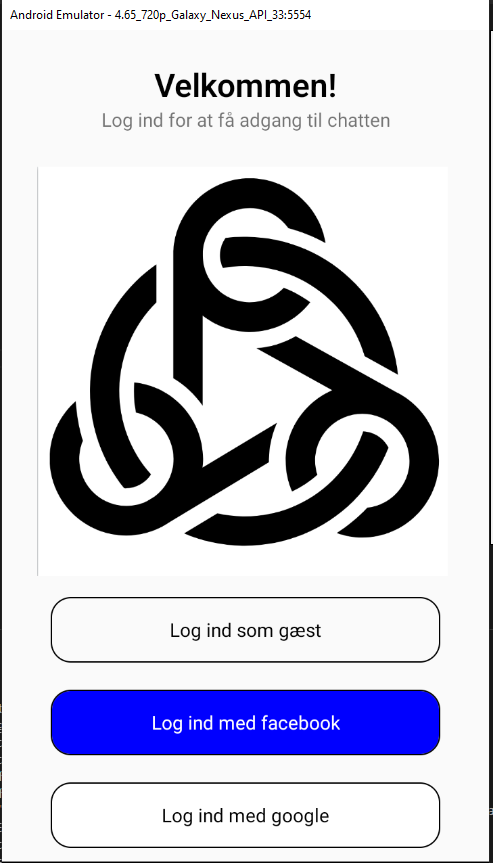 Android Emulator - 4.65_720p_Galaxy_Nexus_API_33:5554
Velkommen!
Log ind for at få adgang til chatten
Log ind som gæst
Log ind med facebook
Log ind med google